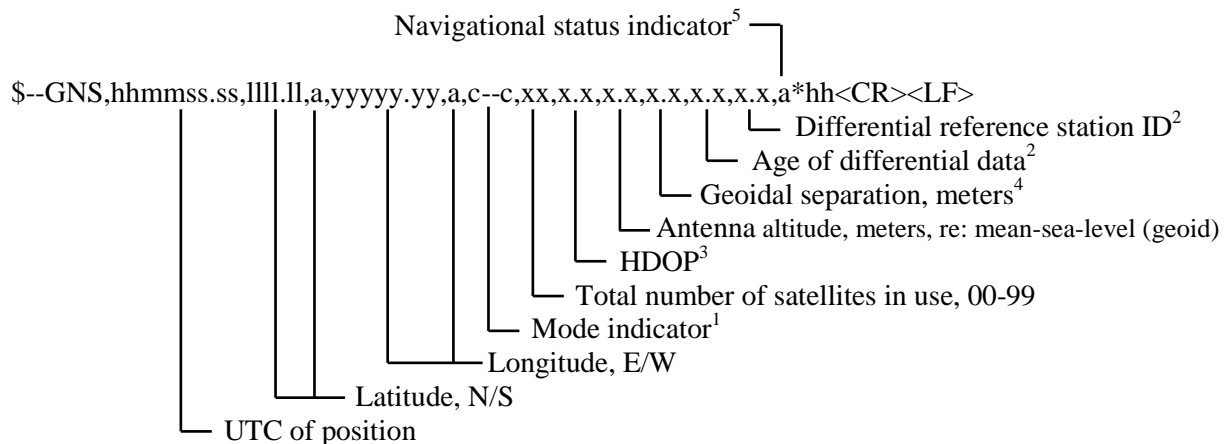 Navigational status indicator5
$--GNS,hhmmss.ss,llll.ll,a,yyyyy.yy,a,c--c,xx,x.x,x.x,x.x,x.x,x.x,a*hh<CR><LF>
Differential reference station ID2
Age of differential data2
Geoidal separation, meters4
Antenna altitude, meters, re: mean-sea-level (geoid)
HDOP3
Total number of satellites in use, 00-99
Mode indicator1
Longitude, E/W
Latitude, N/S
UTC of position